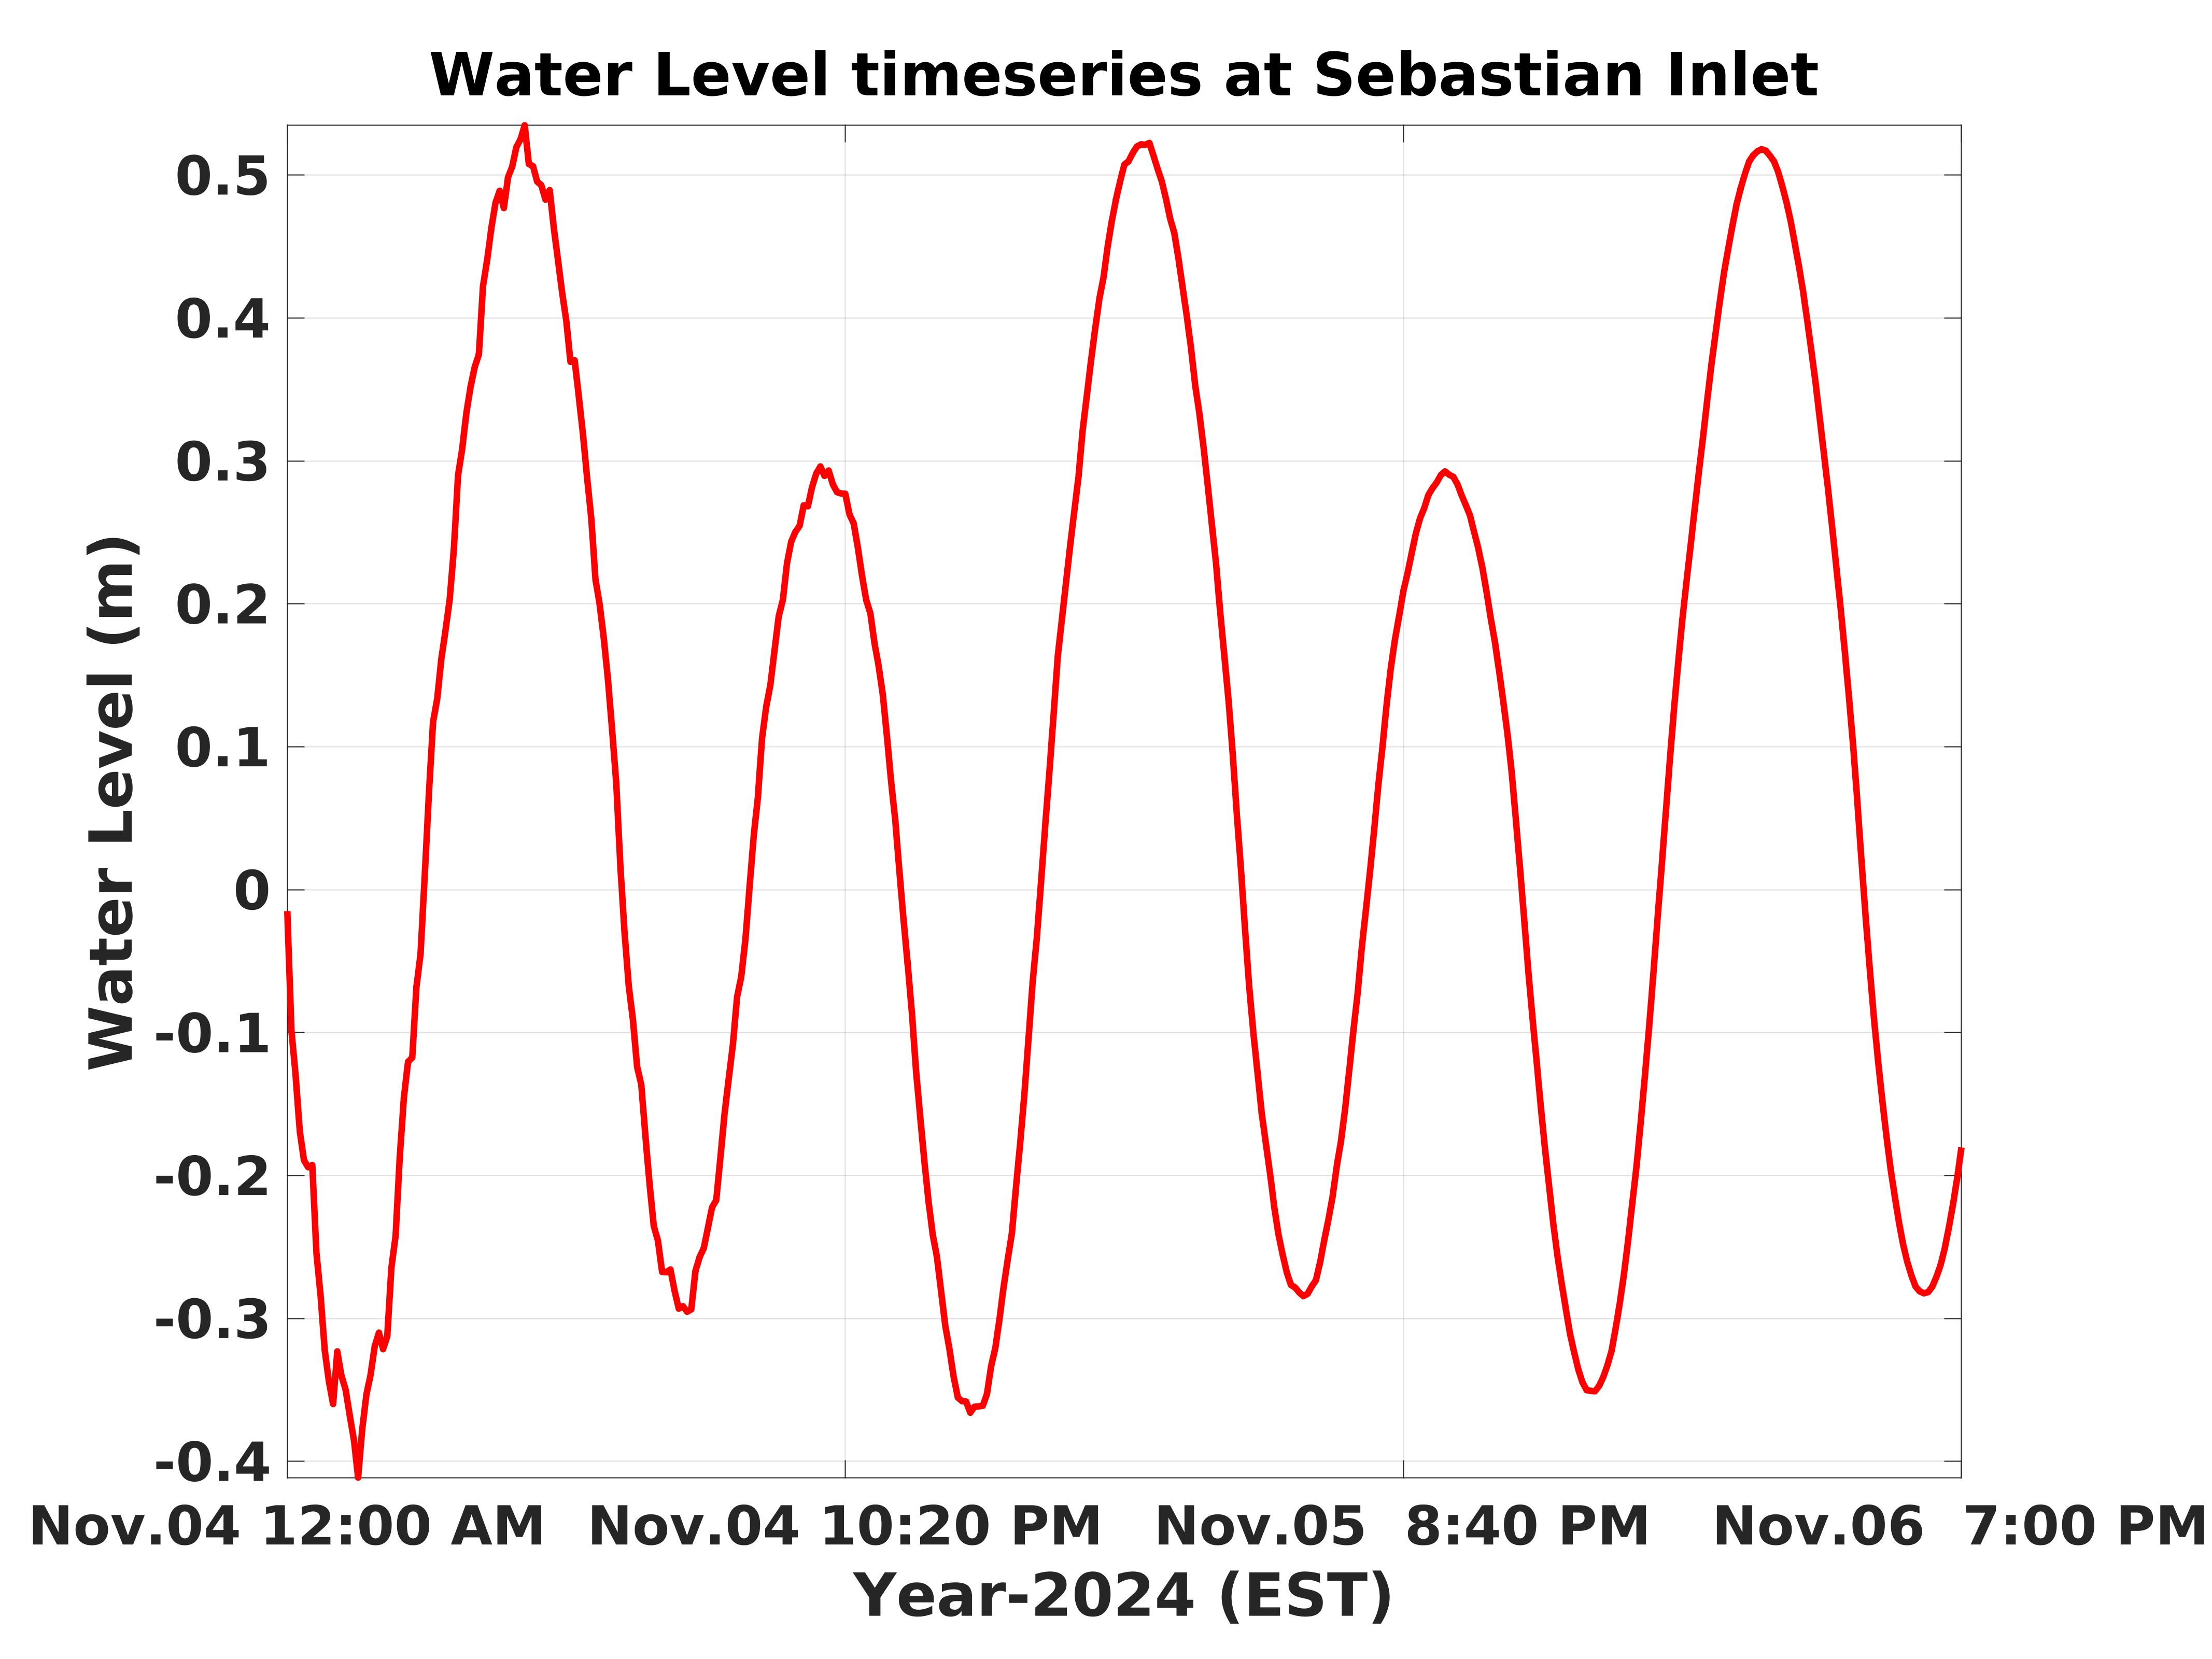 Water Level timeseries at Sebastian Inlet
0.5
0.4
0.3
0.2
0.1
0
-0.1
-0.2
-0.3
-0.4
Water Level (m)
Nov.04 12:00 AM Nov.04 10:20 PM Nov.05 8:40 PM Nov.06 7:00 PM
Year-2024 (EST)